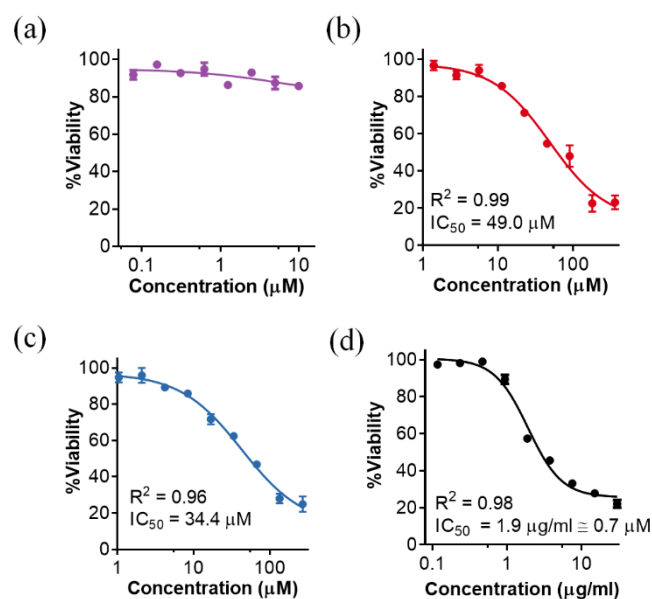 (a)
%Viability
100
80
60
40
20
0
0.1 1 10
Concentration (μM)
(b)
%Viability
100
80
60
40
20
0
R² = 0.99
IC₅₀ = 49.0 μM
1 10 100
Concentration (μM)
(c)
%Viability
100
80
60
40
20
0
R² = 0.96
IC₅₀ = 34.4 μM
1 10 100
Concentration (μM)
(d)
%Viability
100
80
60
40
20
0
R² = 0.98
IC₅₀ = 1.9 μg/ml ≅ 0.7 μM
0.1 1 10
Concentration (μg/ml)